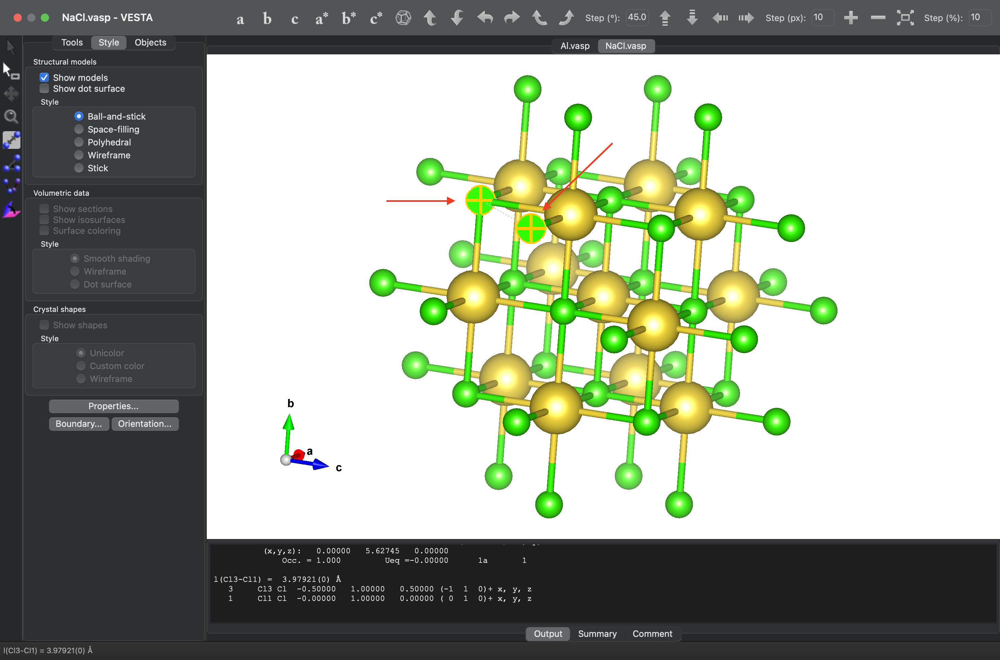 NaCl.vasp - VESTA
a b c a* b* c* Step (°): 45.0 Step (px): 10 Step (%): 10
Tools Style Objects
Al.vasp NaCl.vasp
Structural models
Show models
Show dot surface
Style
Ball-and-stick
Space-filling
Polyhedral
Wireframe
Stick
Volumetric data
Show sections
Show isosurfaces
Surface coloring
Style
Smooth shading
Wireframe
Dot surface
Crystal shapes
Show shapes
Style
Unicolor
Custom color
Wireframe
Properties...
Boundary... Orientation...
b
a
c
(x,y,z): 0.00000 5.62745 0.00000
Occ. = 1.000 Ueq =-0.00000 1a 1
l(Cl3-Cl1) = 3.97921(0) Å
3 Cl3 Cl -0.50000 1.00000 0.50000 (-1 1 0)+ x, y, z
1 Cl1 Cl -0.00000 1.00000 0.00000 ( 0 1 0)+ x, y, z
Output Summary Comment
l(Cl3-Cl1) = 3.97921(0) Å